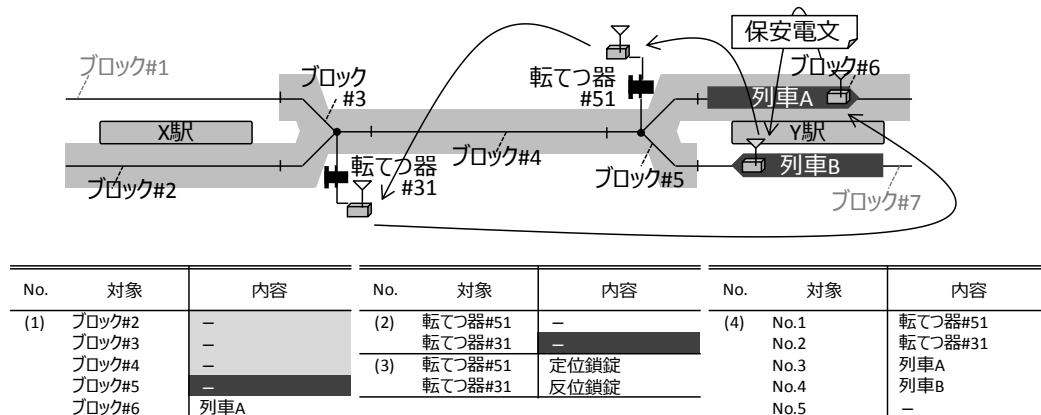 保安電文
ブロック#1
ブロック
#3
転てつ器
#51
ブロック#6
列車A
X駅
Y駅
ブロック#4
転てつ器
#31
ブロック#5
列車B
ブロック#2
ブロック#7
No. 対象 内容 No. 対象 内容 No. 対象 内容
(1) ブロック#2 － (2) 転てつ器#51 － (4) No.1 転てつ器#51
ブロック#3 － 転てつ器#31 － No.2 転てつ器#31
ブロック#4 － (3) 転てつ器#51 定位鎖錠 No.3 列車A
ブロック#5 － 転てつ器#31 反位鎖錠 No.4 列車B
ブロック#6 列車A No.5 －